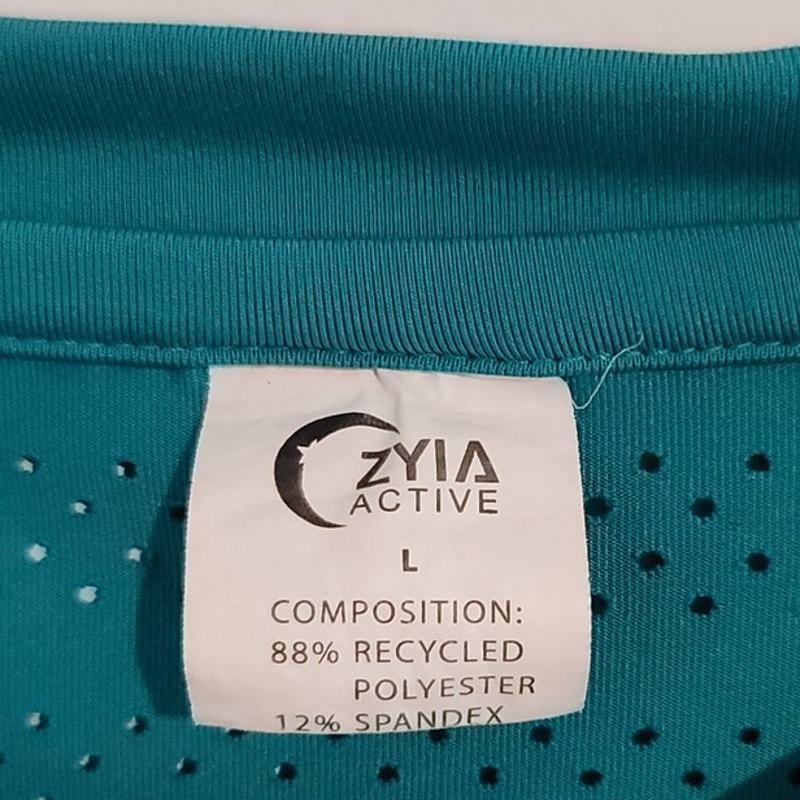 ZYIA
ACTIVE
L
COMPOSITION:
88% RECYCLED
POLYESTER
12% SPANDEX